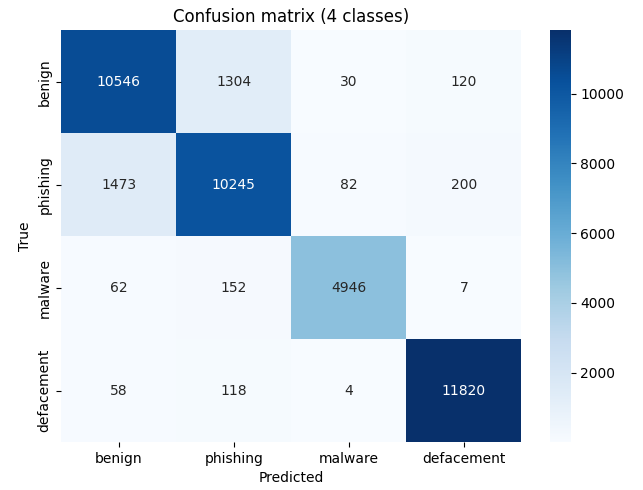 Confusion matrix (4 classes)
True
benign
10546 1304 30 120
phishing
1473 10245 82 200
malware
62 152 4946 7
defacement
58 118 4 11820
benign phishing malware defacement
Predicted
10000
8000
6000
4000
2000